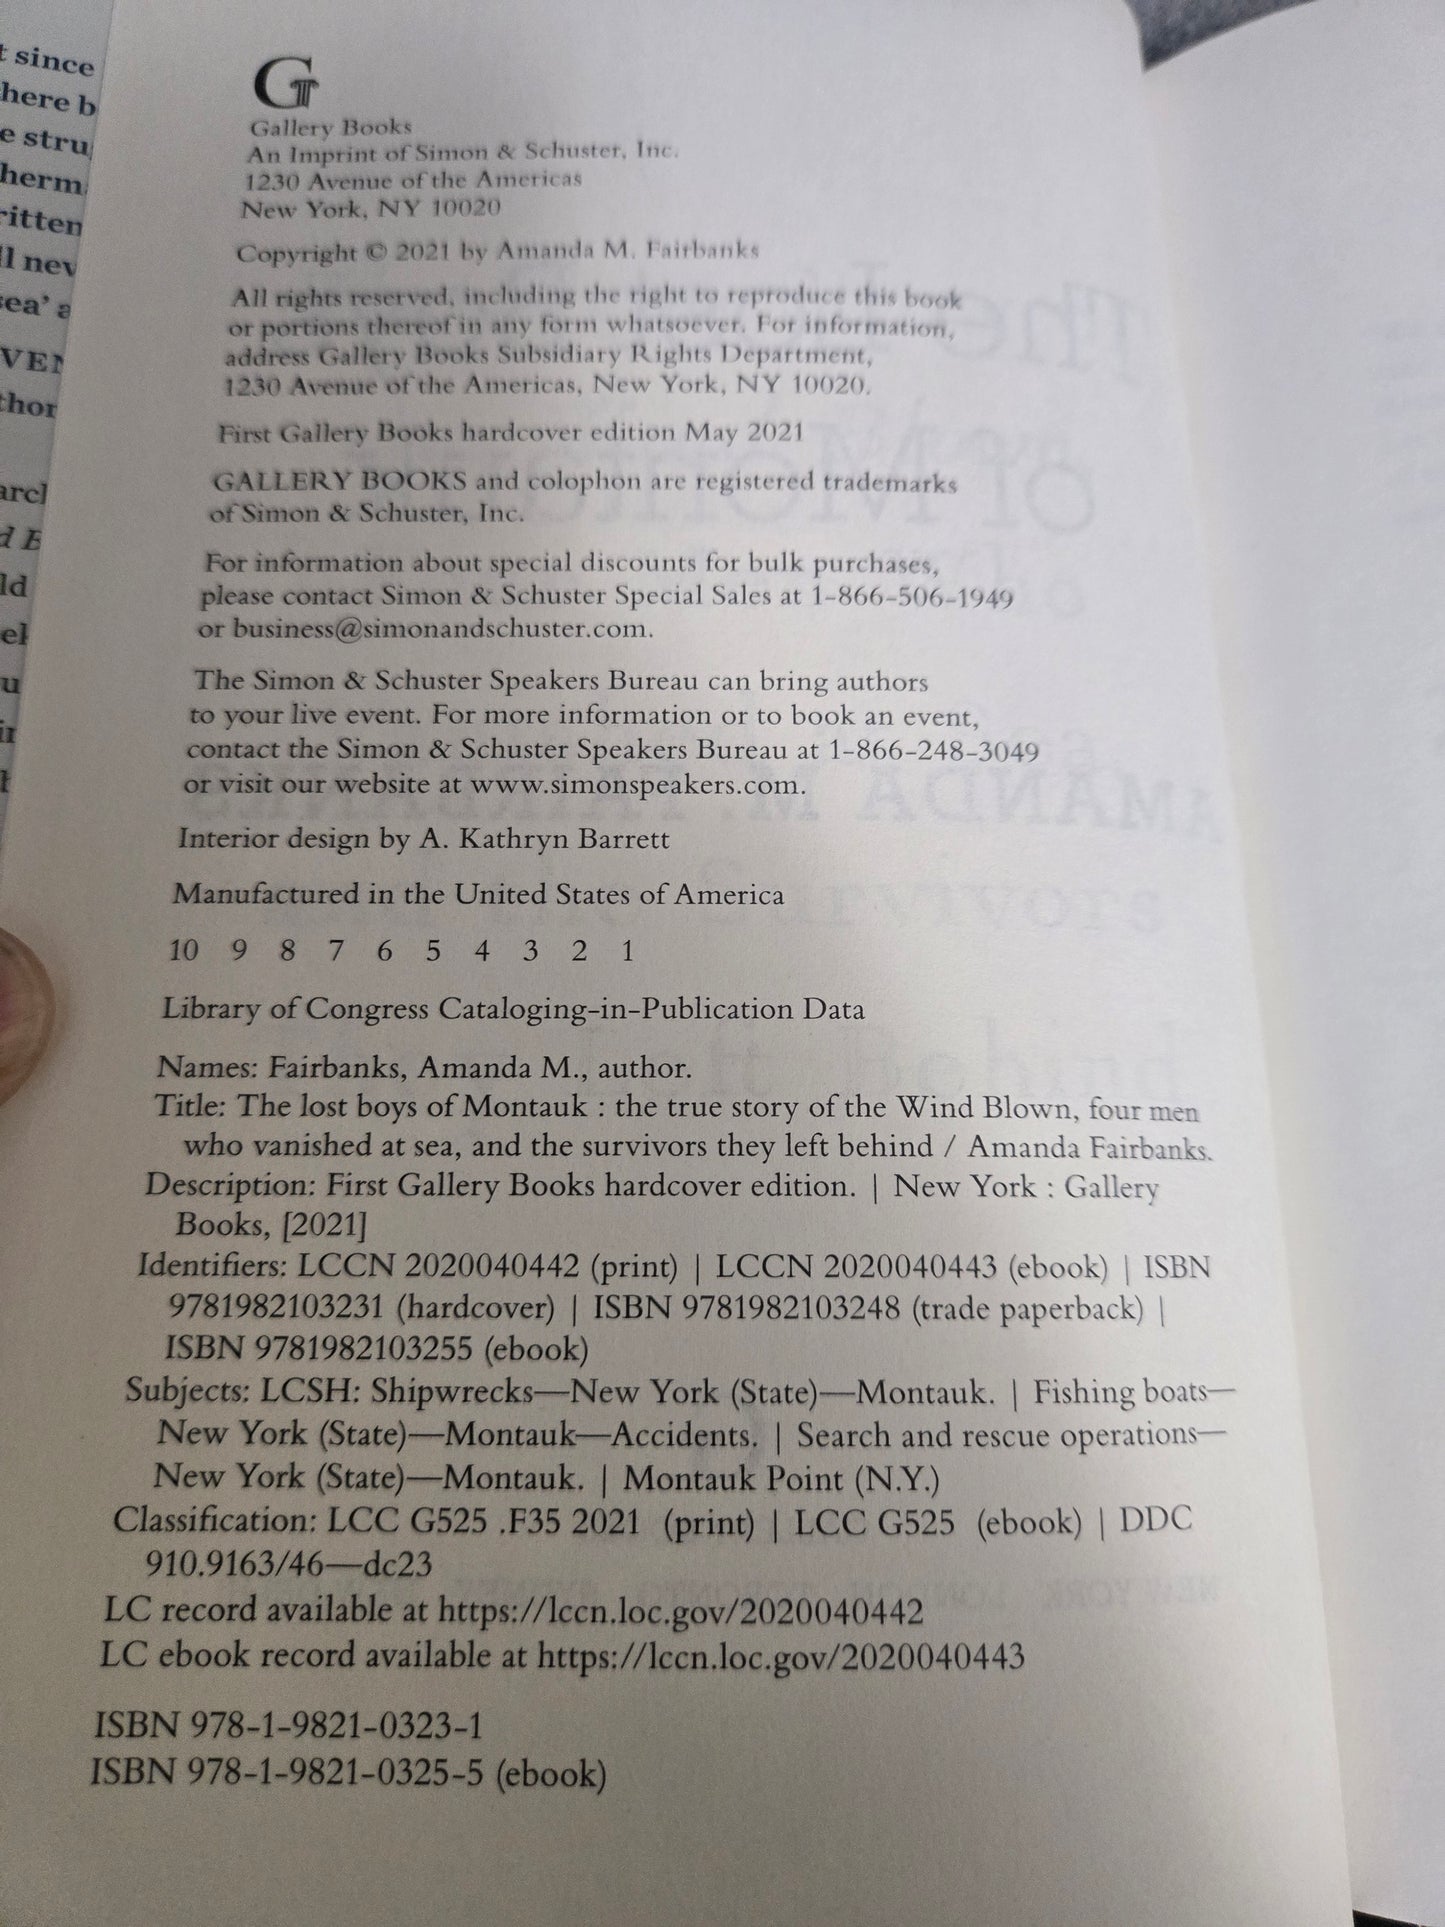 t since
here b
e stru
herm
ritten
ll nev
sea' a
VEN
thor
arcl
d E
ld
el
u
G
Gallery Books
An Imprint of Simon & Schuster, Inc.
1230 Avenue of the Americas
New York, NY 10020
Copyright © 2021 by Amanda M. Fairbanks
All rights reserved, including the right to reproduce this book
or portions thereof in any form whatsoever. For information,
address Gallery Books Subsidiary Rights Department,
1230 Avenue of the Americas, New York, NY 10020.
First Gallery Books hardcover edition May 2021
GALLERY BOOKS and colophon are registered trademarks
of Simon & Schuster, Inc.
For information about special discounts for bulk purchases,
please contact Simon & Schuster Special Sales at 1-866-506-1949
or business@simonandschuster.com.
The Simon & Schuster Speakers Bureau can bring authors
to your live event. For more information or to book an event,
contact the Simon & Schuster Speakers Bureau at 1-866-248-3049
or visit our website at www.simonspeakers.com.
Interior design by A. Kathryn Barrett
Manufactured in the United States of America
10 9 8 7 6 5 4 3 2 1
Library of Congress Cataloging-in-Publication Data
Names: Fairbanks, Amanda M., author.
Title: The lost boys of Montauk : the true story of the Wind Blown, four men
who vanished at sea, and the survivors they left behind / Amanda Fairbanks.
Description: First Gallery Books hardcover edition. | New York : Gallery
Books, [2021]
Identifiers: LCCN 2020040442 (print) | LCCN 2020040443 (ebook) | ISBN
9781982103231 (hardcover) | ISBN 9781982103248 (trade paperback) |
ISBN 9781982103255 (ebook)
Subjects: LCSH: Shipwrecks—New York (State)—Montauk. | Fishing boats—
New York (State)—Montauk—Accidents. | Search and rescue operations—
New York (State)—Montauk. | Montauk Point (N.Y.)
Classification: LCC G525 .F35 2021 (print) | LCC G525 (ebook) | DDC
910.9163/46—dc23
LC record available at https://lccn.loc.gov/2020040442
LC ebook record available at https://lccn.loc.gov/2020040443
ISBN 978-1-9821-0323-1
ISBN 978-1-9821-0325-5 (ebook)